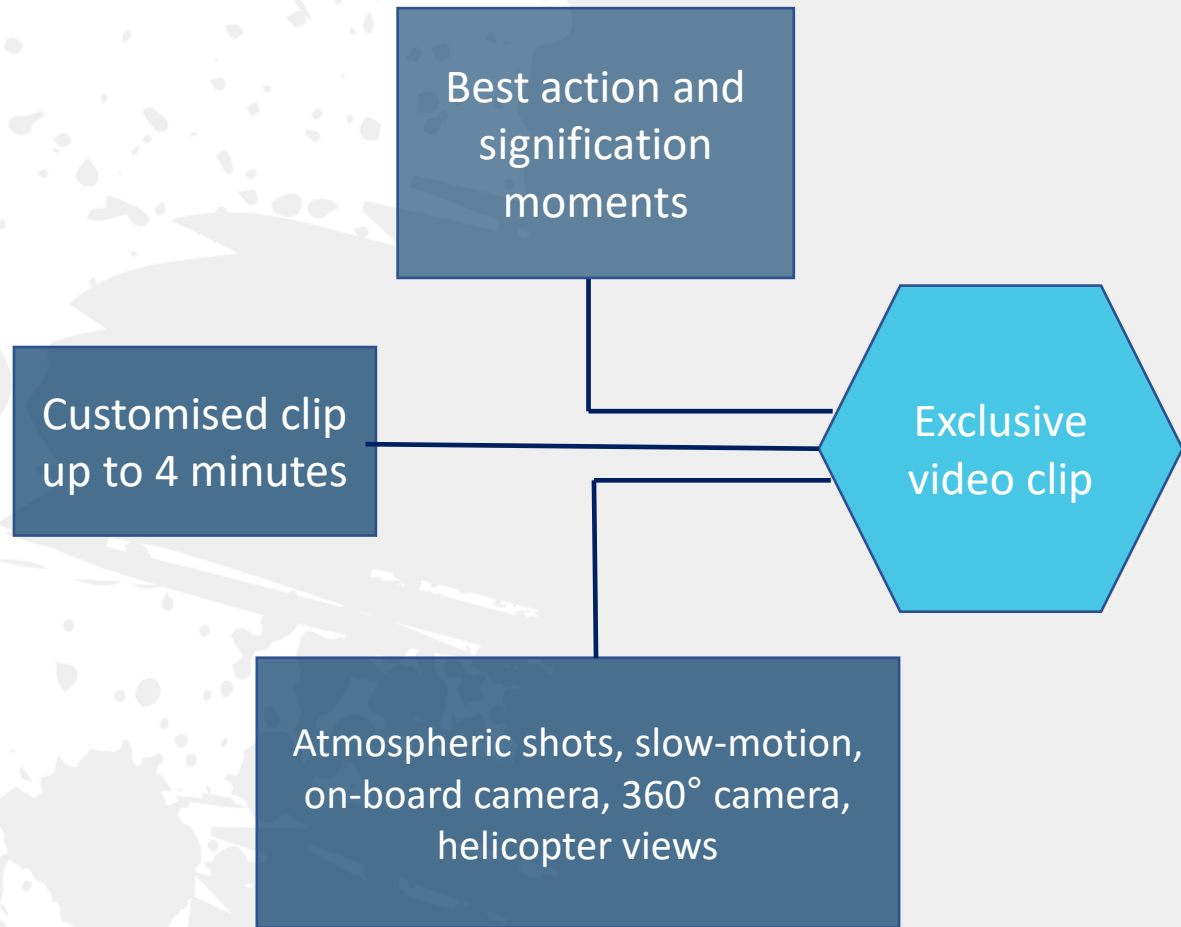 Best action and
signification
moments
Customised clip
up to 4 minutes
Exclusive
video clip
Atmospheric shots, slow-motion,
on-board camera, 360° camera,
helicopter views